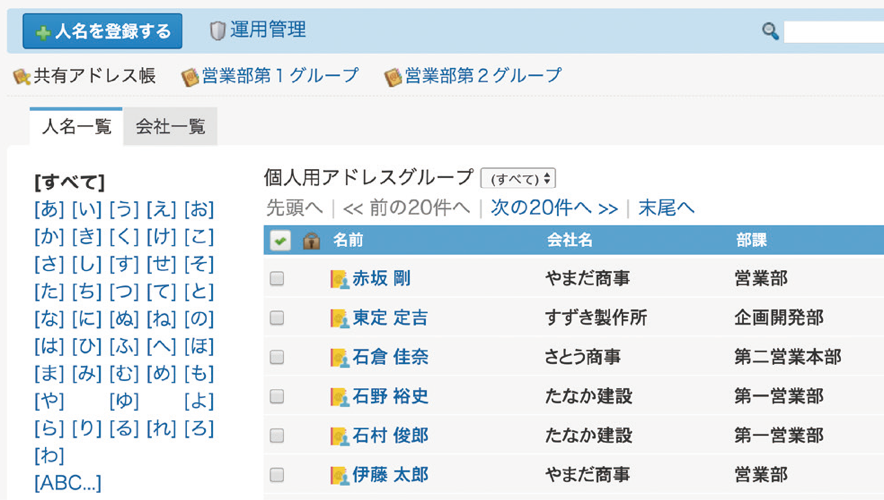 人名を登録する 運用管理
共有アドレス帳 営業部第1グループ 営業部第2グループ
人名一覧 会社一覧
[すべて]
[あ] [い] [う] [え] [お]
[か] [き] [く] [け] [こ]
[さ] [し] [す] [せ] [そ]
[た] [ち] [つ] [て] [と]
[な] [に] [ぬ] [ね] [の]
[は] [ひ] [ふ] [へ] [ほ]
[ま] [み] [む] [め] [も]
[や] [ゆ] [よ]
[ら] [り] [る] [れ] [ろ]
[わ]
[ABC...]
個人用アドレスグループ (すべて)
先頭へ | << 前の20件へ | 次の20件へ >> | 末尾へ
名前 会社名 部課
赤坂 剛 やまだ商事 営業部
東定 定吉 すずき製作所 企画開発部
石倉 佳奈 さとう商事 第二営業本部
石野 裕史 たなか建設 第一営業部
石村 俊郎 たなか建設 第一営業部
伊藤 太郎 やまだ商事 営業部